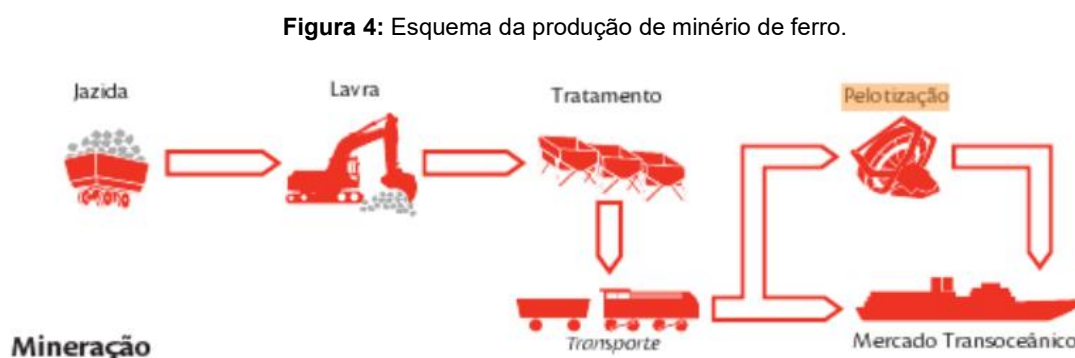 Figura 4: Esquema da produção de minério de ferro.
Jazida
Lavra
Tratamento
Pelotização
Transporte
Mercado Transoceânico
Mineração